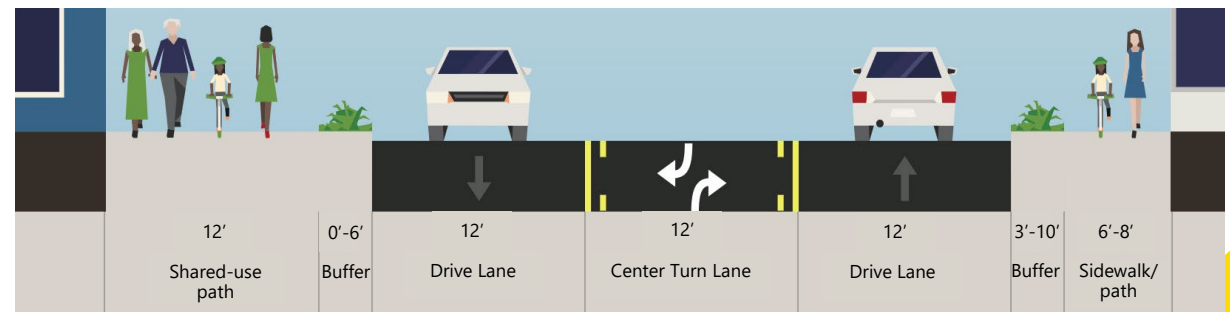 12’ 0’-6’ 12’ 12’ 12’ 3’-10’ 6’-8’
Shared-use path Buffer Drive Lane Center Turn Lane Drive Lane Buffer Sidewalk/ path